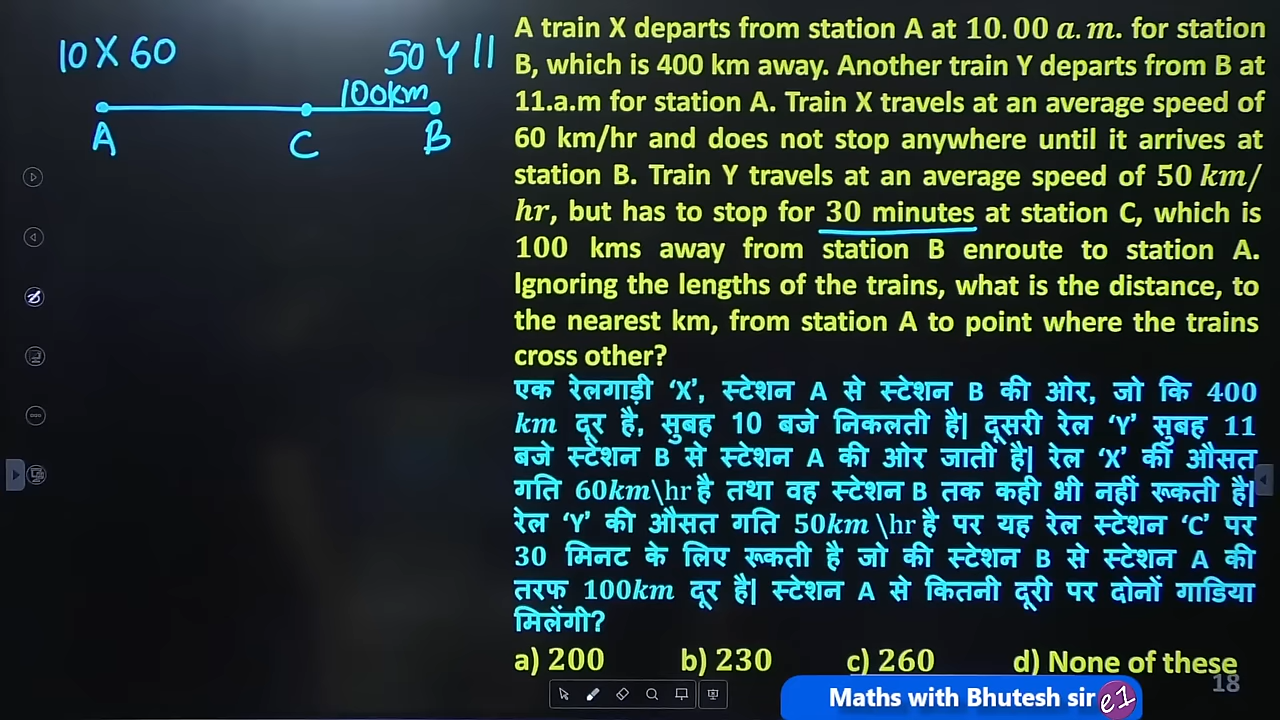 10 X 60
50 Y 11
100km
A
C
B
A train X departs from station A at 10.00 a.m. for station
B, which is 400 km away. Another train Y departs from B at
11.a.m for station A. Train X travels at an average speed of
60 km/hr and does not stop anywhere until it arrives at
station B. Train Y travels at an average speed of 50 km/
hr, but has to stop for 30 minutes at station C, which is
100 kms away from station B enroute to station A.
Ignoring the lengths of the trains, what is the distance, to
the nearest km, from station A to point where the trains
cross other?
एक रेलगाड़ी ‘X’, स्टेशन A से स्टेशन B की ओर, जो कि 400
km दूर है, सुबह 10 बजे निकलती है| दूसरी रेल ‘Y’ सुबह 11
बजे स्टेशन B से स्टेशन A की ओर जाती है| रेल ‘X’ की औसत
गति 60km\hr है तथा वह स्टेशन B तक कही भी नहीं रूकती है|
रेल ‘Y’ की औसत गति 50km \hr है पर यह रेल स्टेशन ‘C’ पर
30 मिनट के लिए रूकती है जो की स्टेशन B से स्टेशन A की
तरफ 100km दूर है| स्टेशन A से कितनी दूरी पर दोनों गाडिया
मिलेंगी?
a) 200 b) 230 c) 260 d) None of these
18
Maths with Bhutesh sir e1